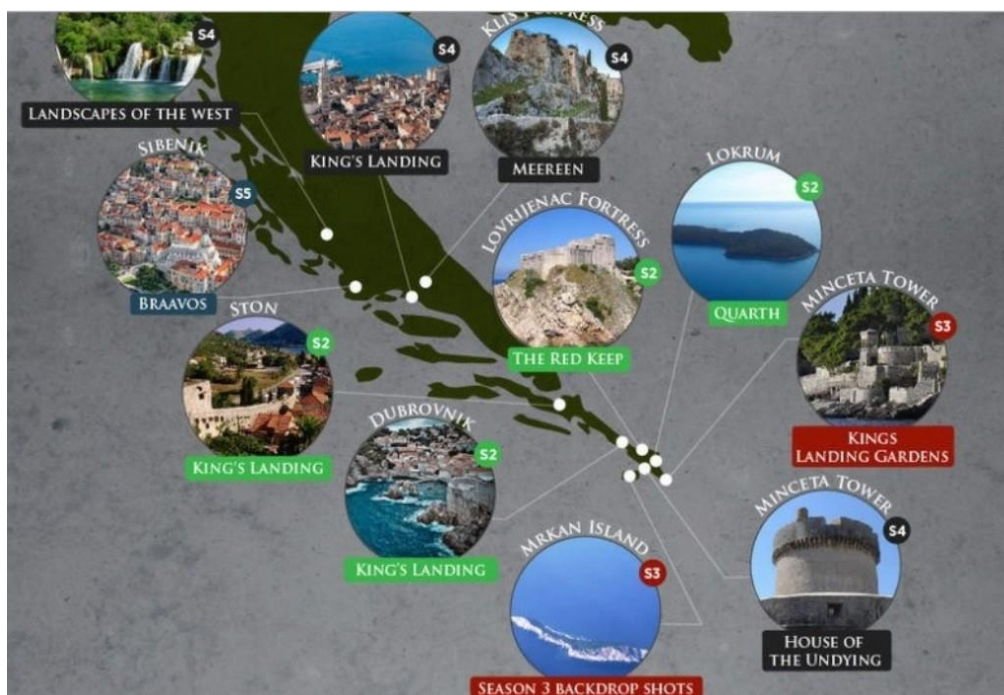 S4
LANDSCAPES OF THE WEST
S4
KING'S LANDING
KLIS FORTRESS
S4
MEEREEN
SIBENIK
S5
BRAAVOS
LOVRIJENAC FORTRESS
S2
THE RED KEEP
LOKRUM
S2
QUARTH
MINCETA TOWER
S3
KINGS
LANDING GARDENS
STON
S2
KING'S LANDING
DUBROVNIK
S2
KING'S LANDING
MRKAN ISLAND
S3
SEASON 3 BACKDROP SHOTS
MINCETA TOWER
S4
HOUSE OF
THE UNDYING